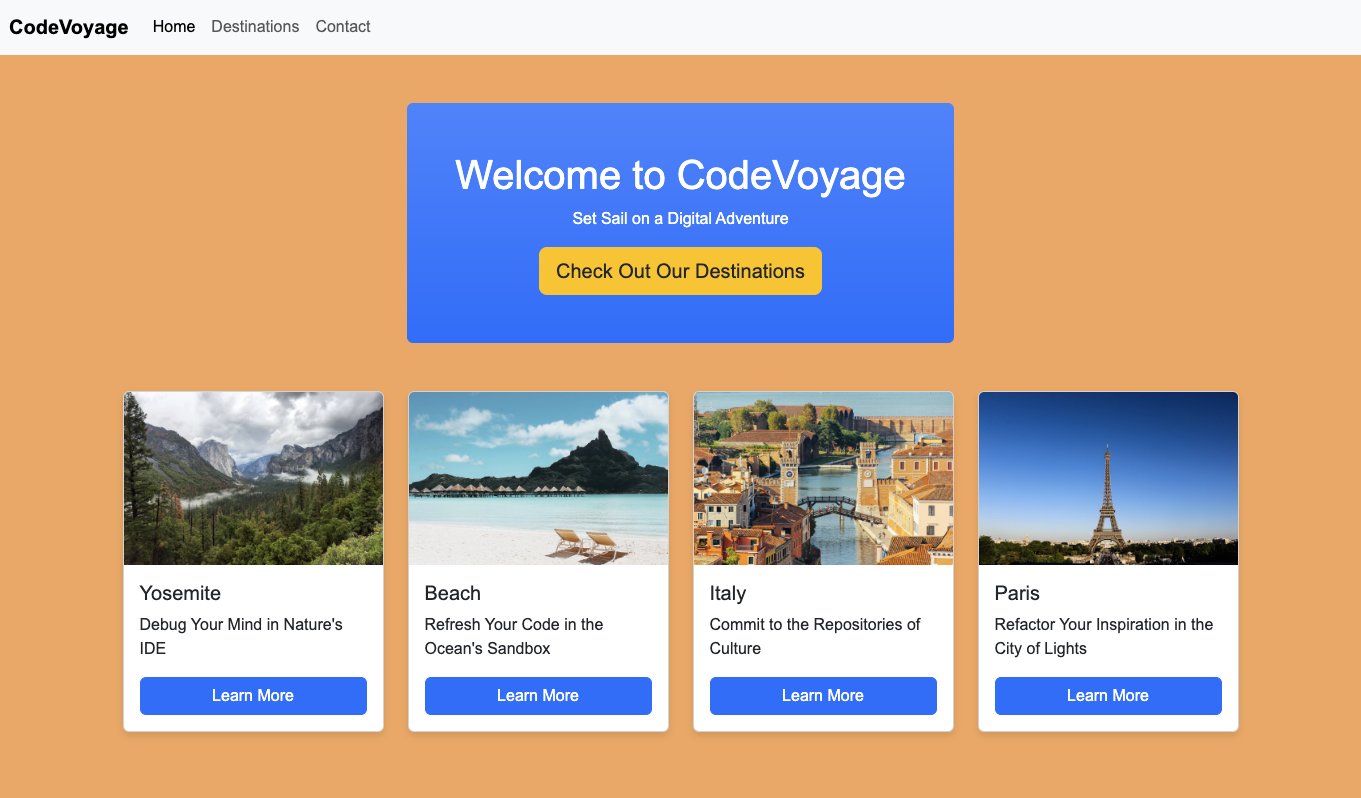 CodeVoyage Home Destinations Contact
Welcome to CodeVoyage
Set Sail on a Digital Adventure
Check Out Our Destinations
Yosemite
Debug Your Mind in Nature's
IDE
Learn More
Beach
Refresh Your Code in the
Ocean's Sandbox
Learn More
Italy
Commit to the Repositories of
Culture
Learn More
Paris
Refactor Your Inspiration in the
City of Lights
Learn More